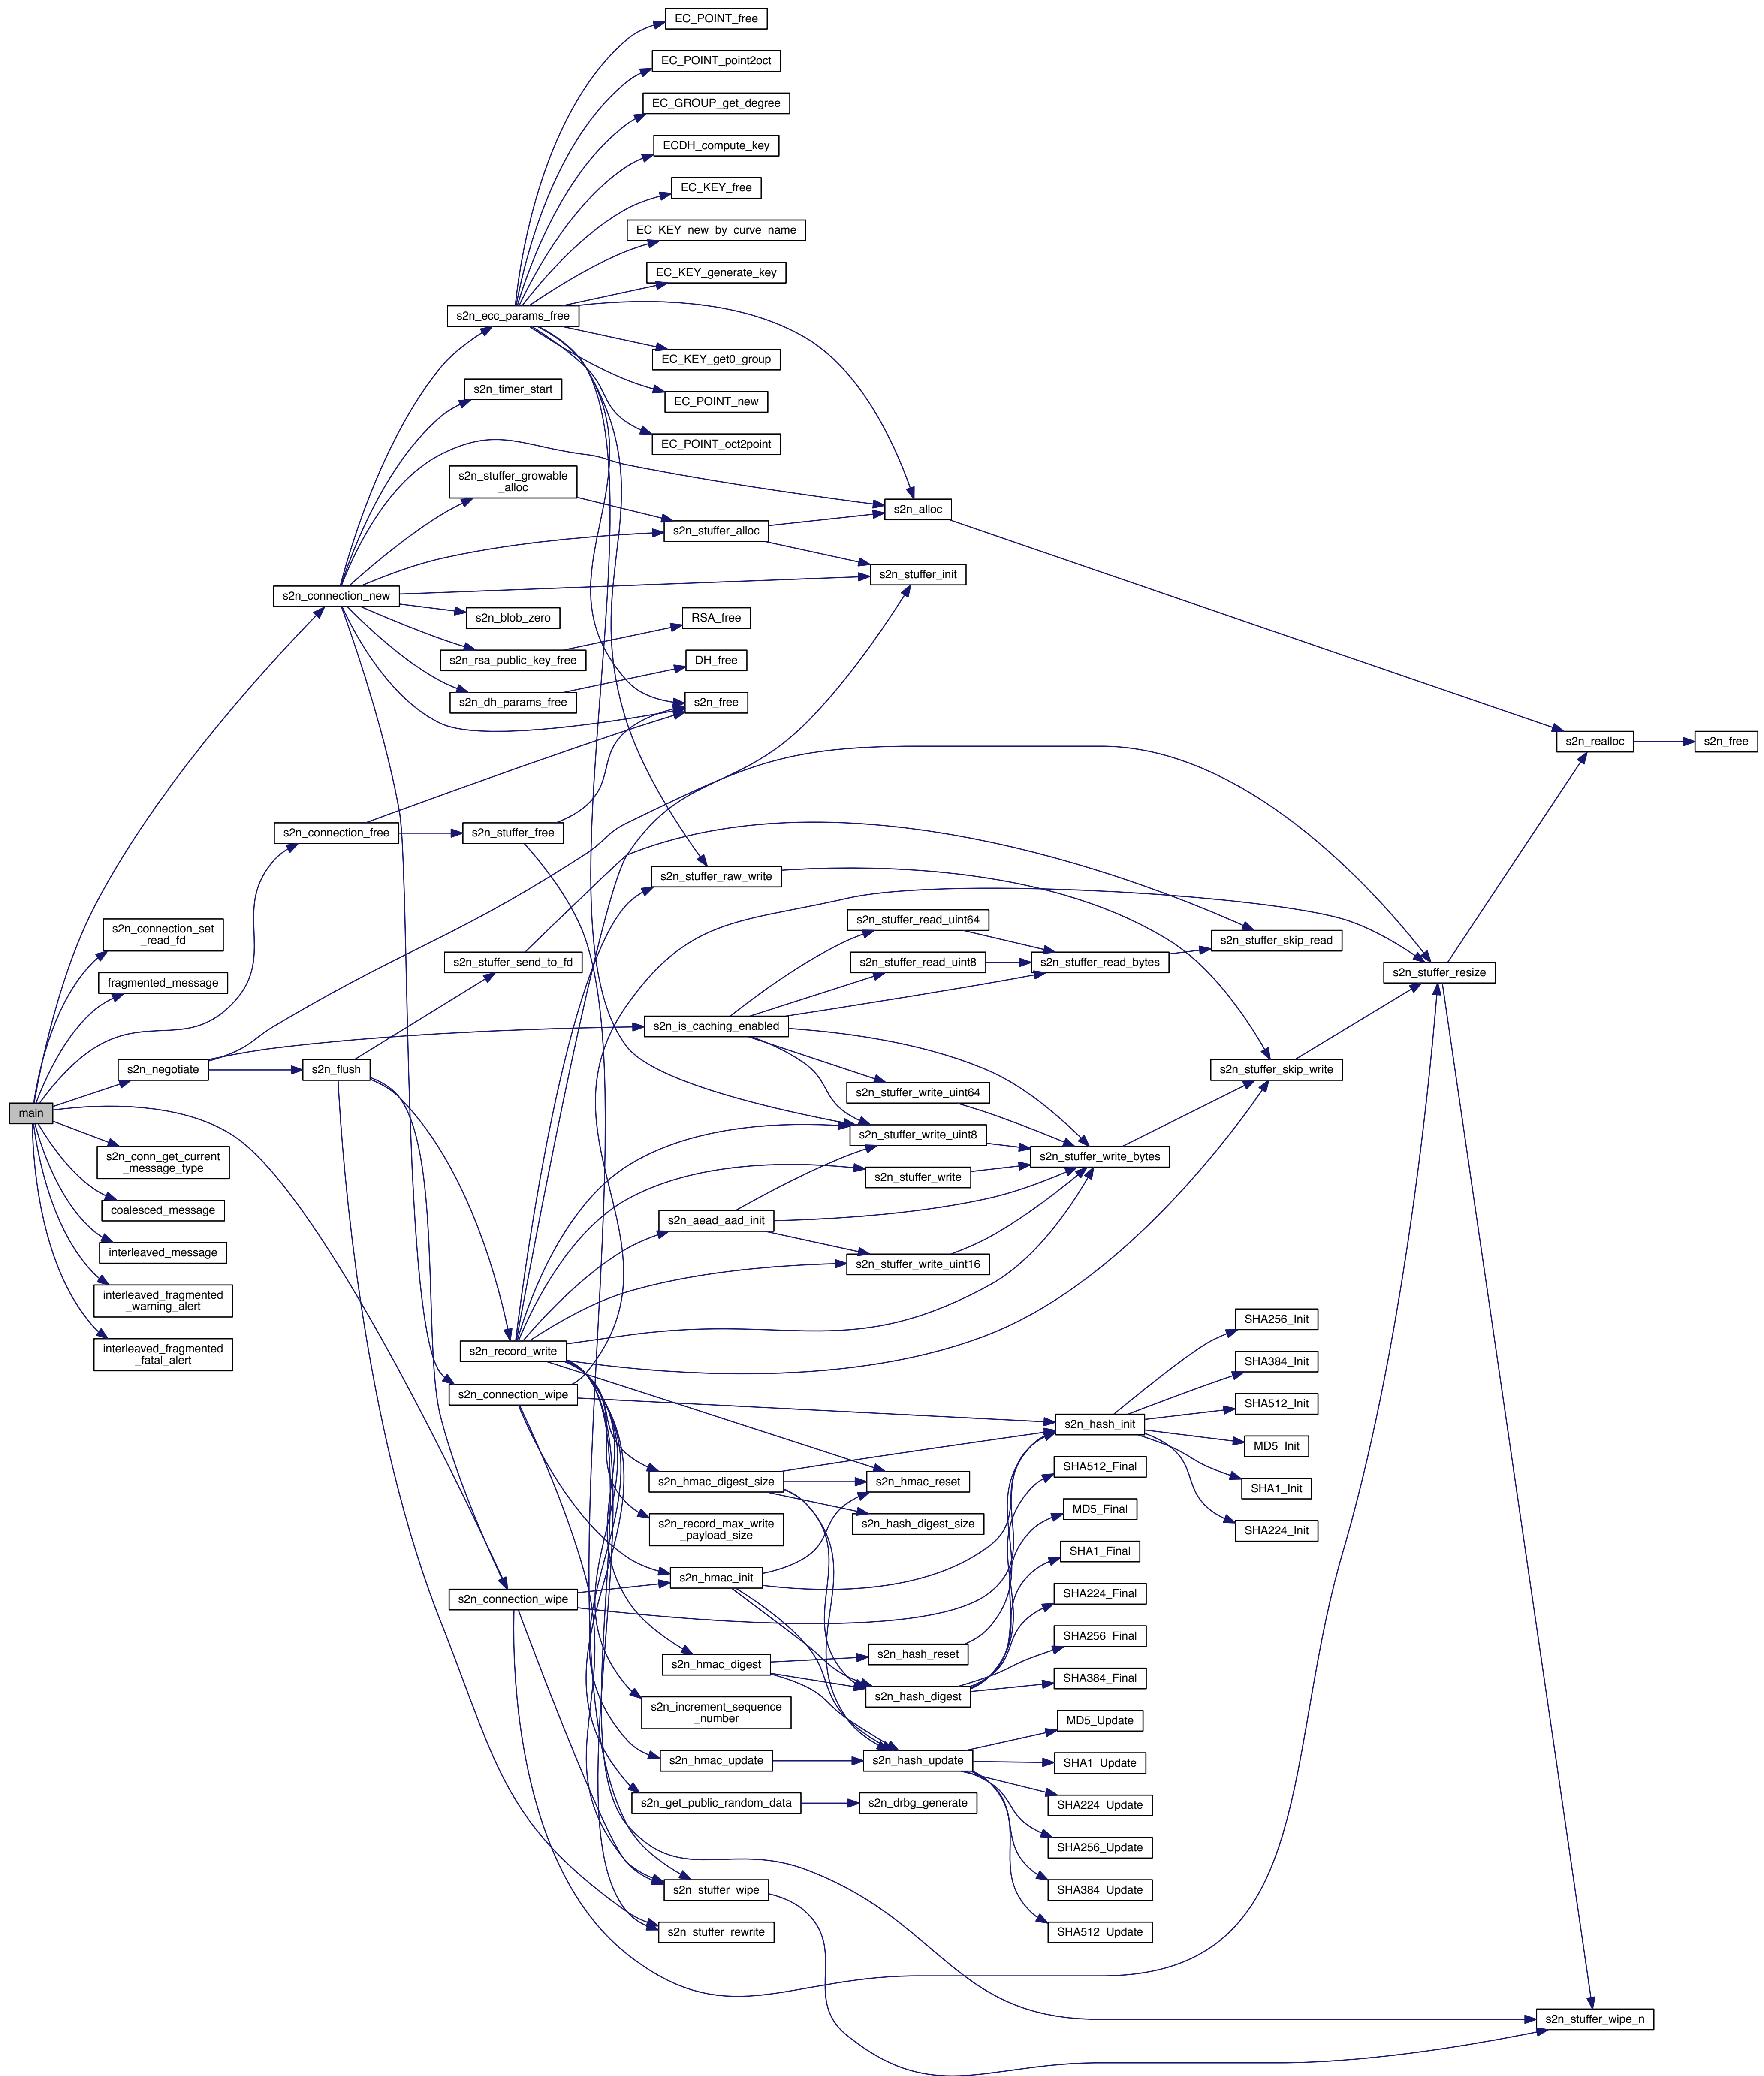 EC_POINT_free
EC_POINT_point2oct
EC_GROUP_get_degree
ECDH_compute_key
EC_KEY_free
EC_KEY_new_by_curve_name
EC_KEY_generate_key
s2n_ecc_params_free
EC_KEY_get0_group
s2n_timer_start
EC_POINT_new
EC_POINT_oct2point
s2n_stuffer_growable
_alloc
s2n_alloc
s2n_stuffer_alloc
s2n_stuffer_init
s2n_connection_new
s2n_blob_zero
RSA_free
s2n_rsa_public_key_free
DH_free
s2n_dh_params_free
s2n_free
s2n_realloc
s2n_free
s2n_connection_free
s2n_stuffer_free
s2n_stuffer_raw_write
s2n_connection_set
_read_fd
s2n_stuffer_read_uint64
s2n_stuffer_skip_read
s2n_stuffer_send_to_fd
s2n_stuffer_read_uint8
s2n_stuffer_read_bytes
s2n_stuffer_resize
fragmented_message
s2n_is_caching_enabled
s2n_negotiate
s2n_flush
s2n_stuffer_skip_write
s2n_stuffer_write_uint64
main
s2n_stuffer_write_uint8
s2n_conn_get_current
_message_type
s2n_stuffer_write_bytes
s2n_stuffer_write
coalesced_message
s2n_aead_aad_init
interleaved_message
s2n_stuffer_write_uint16
interleaved_fragmented
_warning_alert
SHA256_Init
interleaved_fragmented
_fatal_alert
s2n_record_write
SHA384_Init
s2n_connection_wipe
SHA512_Init
s2n_hash_init
MD5_Init
SHA512_Final
s2n_hmac_digest_size
s2n_hmac_reset
SHA1_Init
MD5_Final
s2n_record_max_write
_payload_size
s2n_hash_digest_size
SHA224_Init
SHA1_Final
s2n_hmac_init
SHA224_Final
s2n_connection_wipe
SHA256_Final
s2n_hash_reset
s2n_hmac_digest
SHA384_Final
s2n_hash_digest
s2n_increment_sequence
_number
MD5_Update
s2n_hmac_update
s2n_hash_update
SHA1_Update
s2n_get_public_random_data
s2n_drbg_generate
SHA224_Update
SHA256_Update
s2n_stuffer_wipe
SHA384_Update
s2n_stuffer_rewrite
SHA512_Update
s2n_stuffer_wipe_n